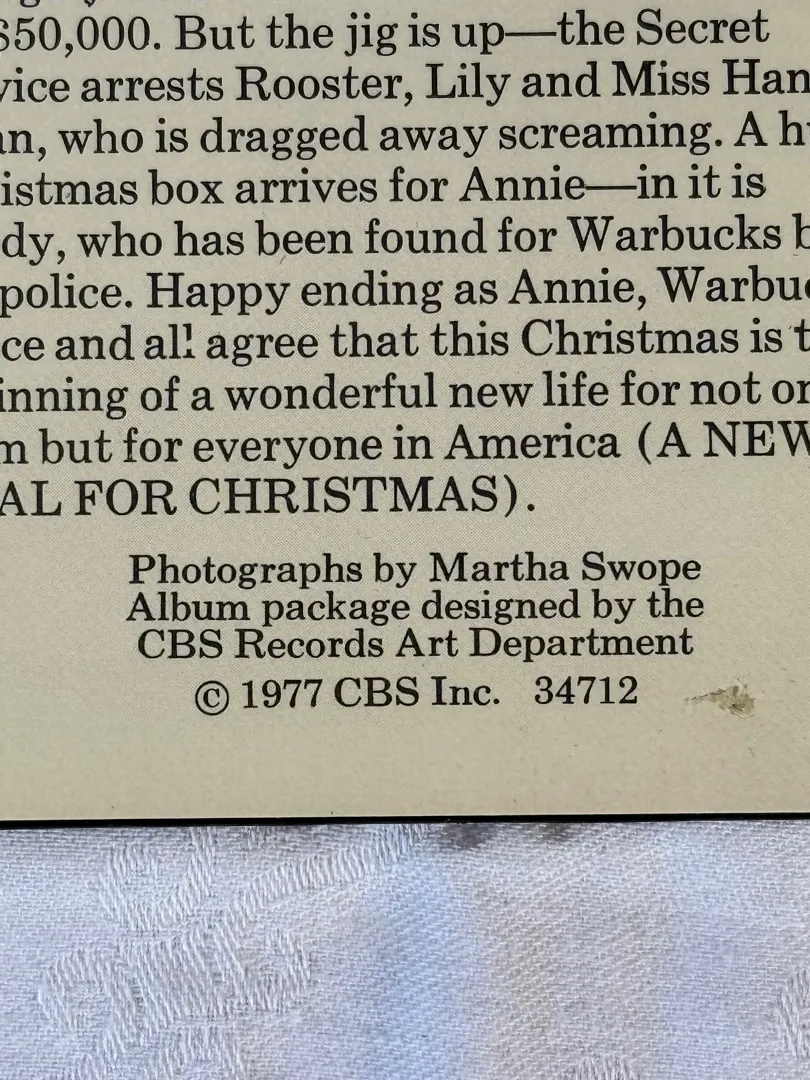 $50,000. But the jig is up—the Secret
vice arrests Rooster, Lily and Miss Han
an, who is dragged away screaming. A h
istmas box arrives for Annie—in it is
dy, who has been found for Warbucks b
police. Happy ending as Annie, Warbuc
ce and all agree that this Christmas is t
inning of a wonderful new life for not on
m but for everyone in America (A NEW
AL FOR CHRISTMAS).
Photographs by Martha Swope
Album package designed by the
CBS Records Art Department
© 1977 CBS Inc. 34712